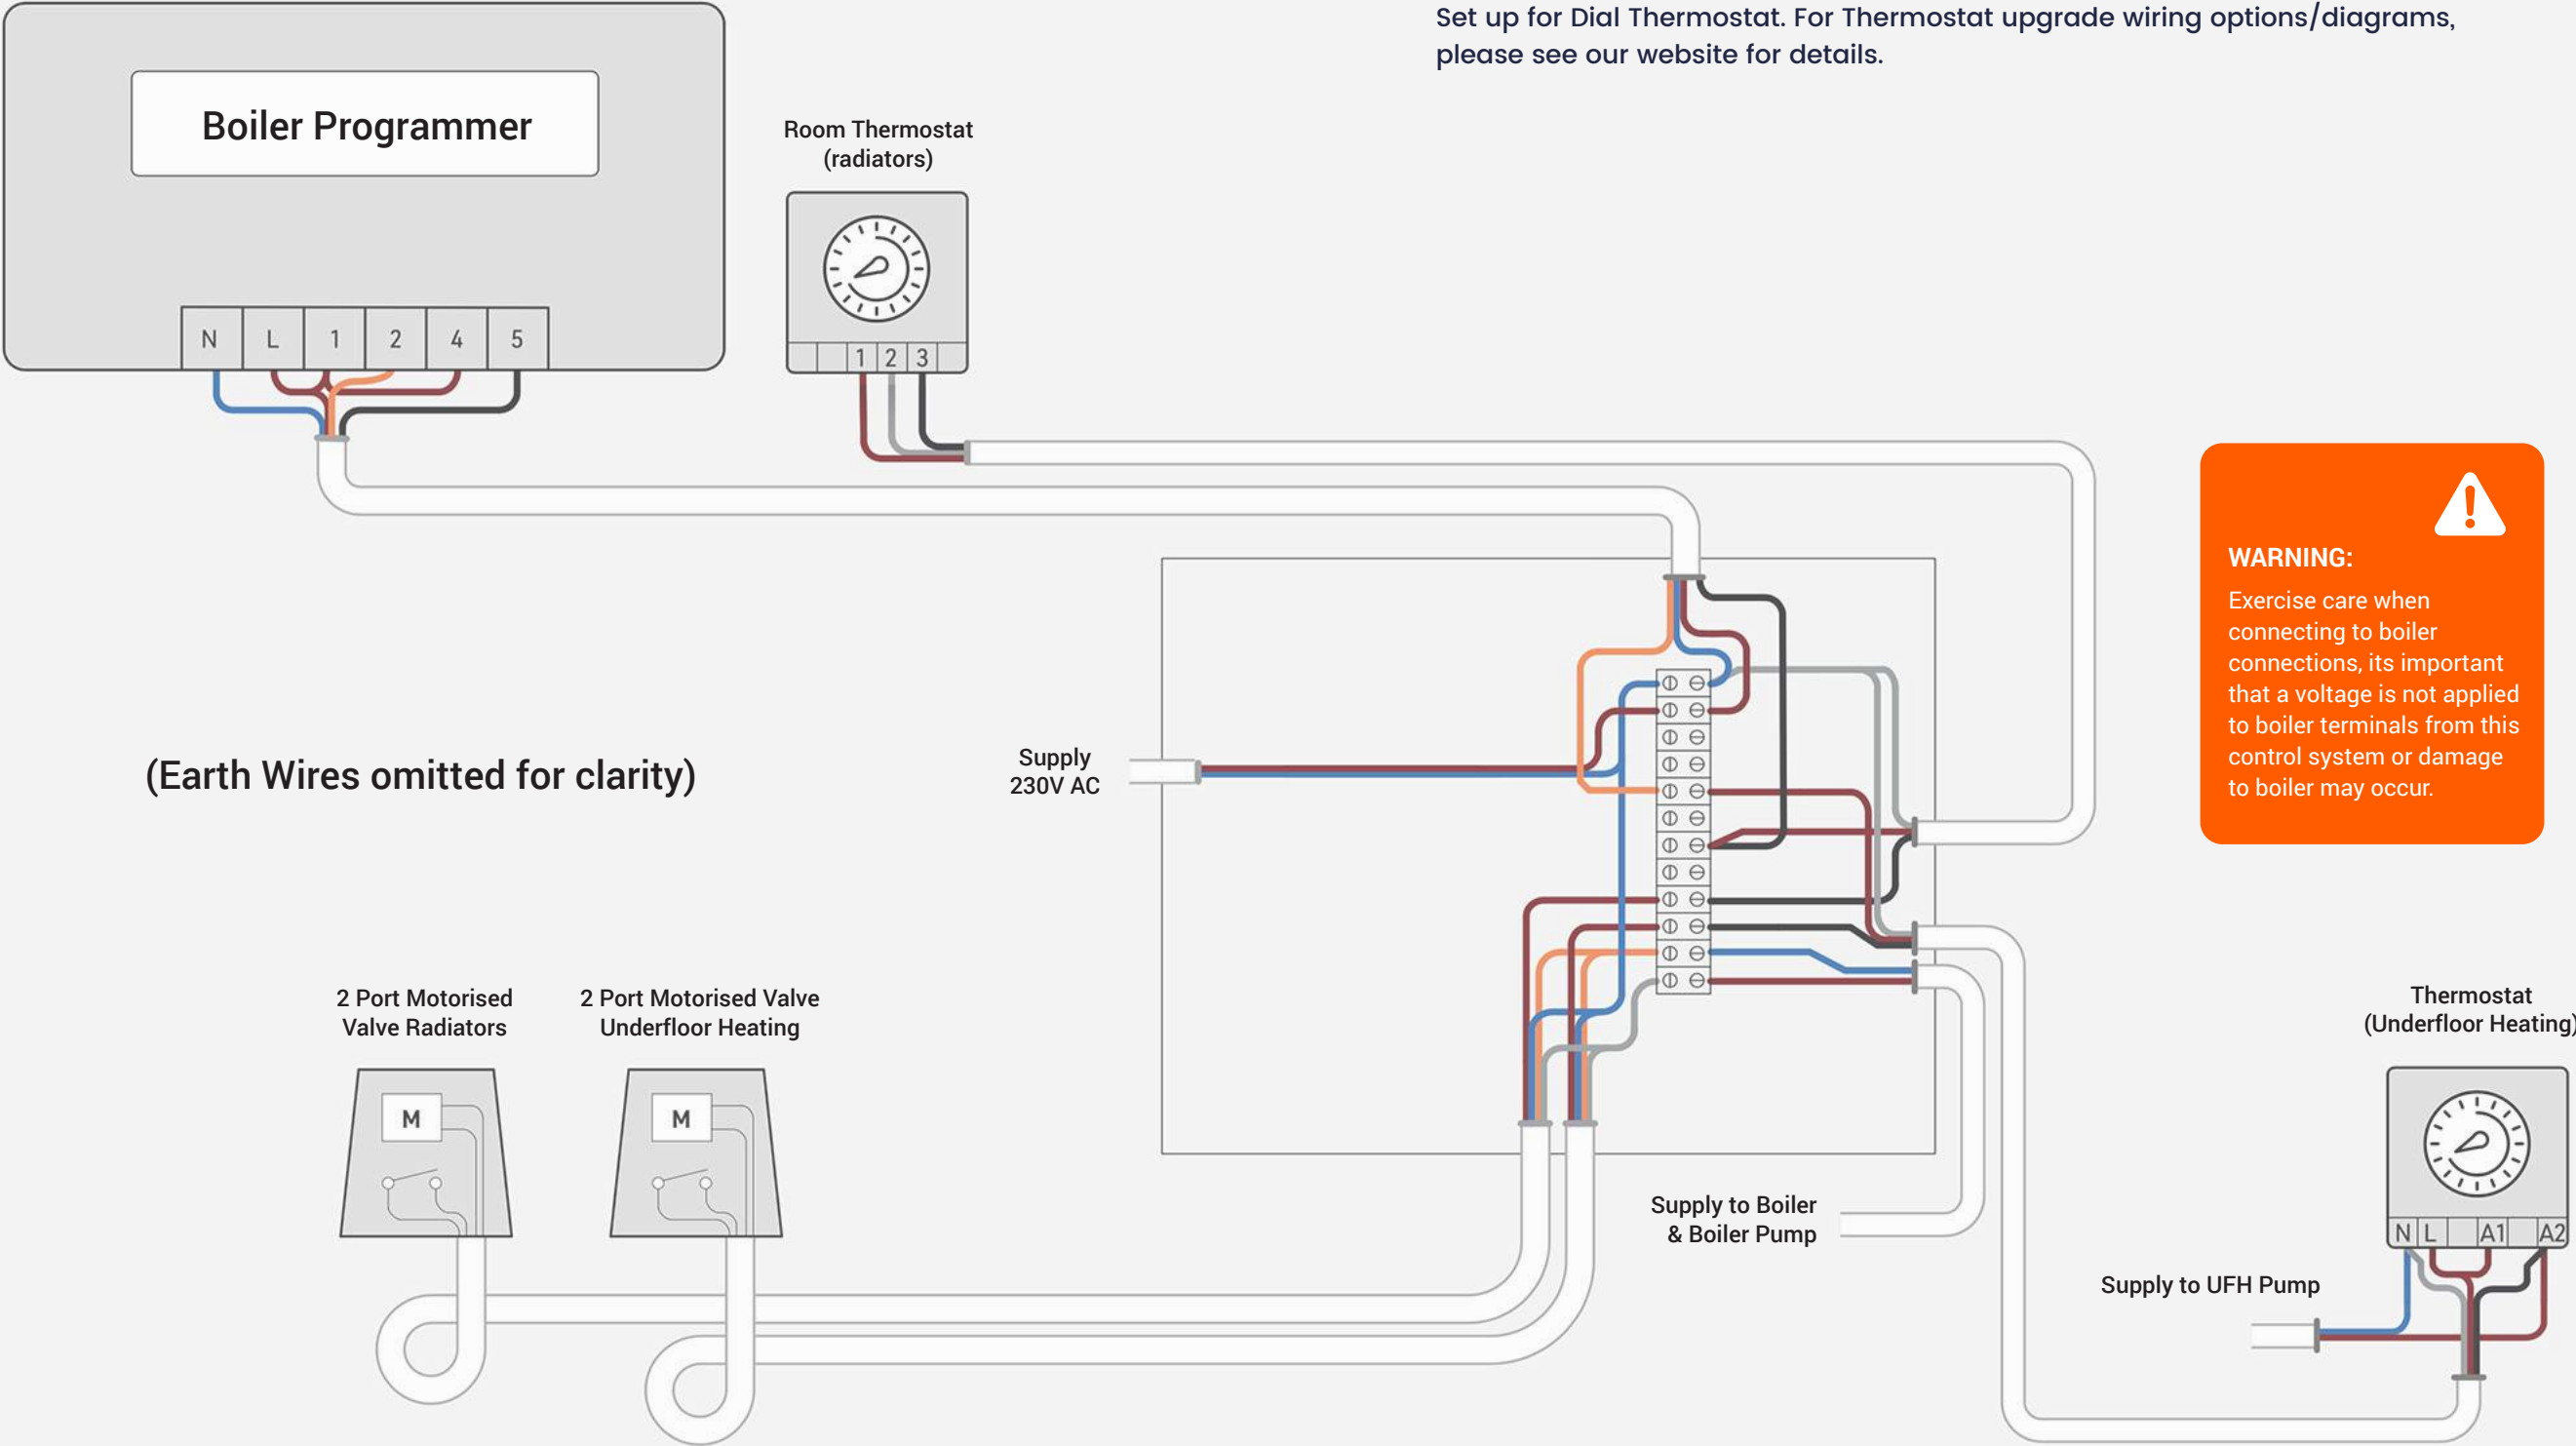 Set up for Dial Thermostat. For Thermostat upgrade wiring options/diagrams,
please see our website for details.
Boiler Programmer
N L 1 2 4 5
Room Thermostat
(radiators)
1 2 3
WARNING:
Exercise care when
connecting to boiler
connections, its important
that a voltage is not applied
to boiler terminals from this
control system or damage
to boiler may occur.
(Earth Wires omitted for clarity)
Supply
230V AC
2 Port Motorised
Valve Radiators
M
2 Port Motorised Valve
Underfloor Heating
M
Supply to Boiler
& Boiler Pump
Thermostat
(Underfloor Heating)
N L A1 A2
Supply to UFH Pump